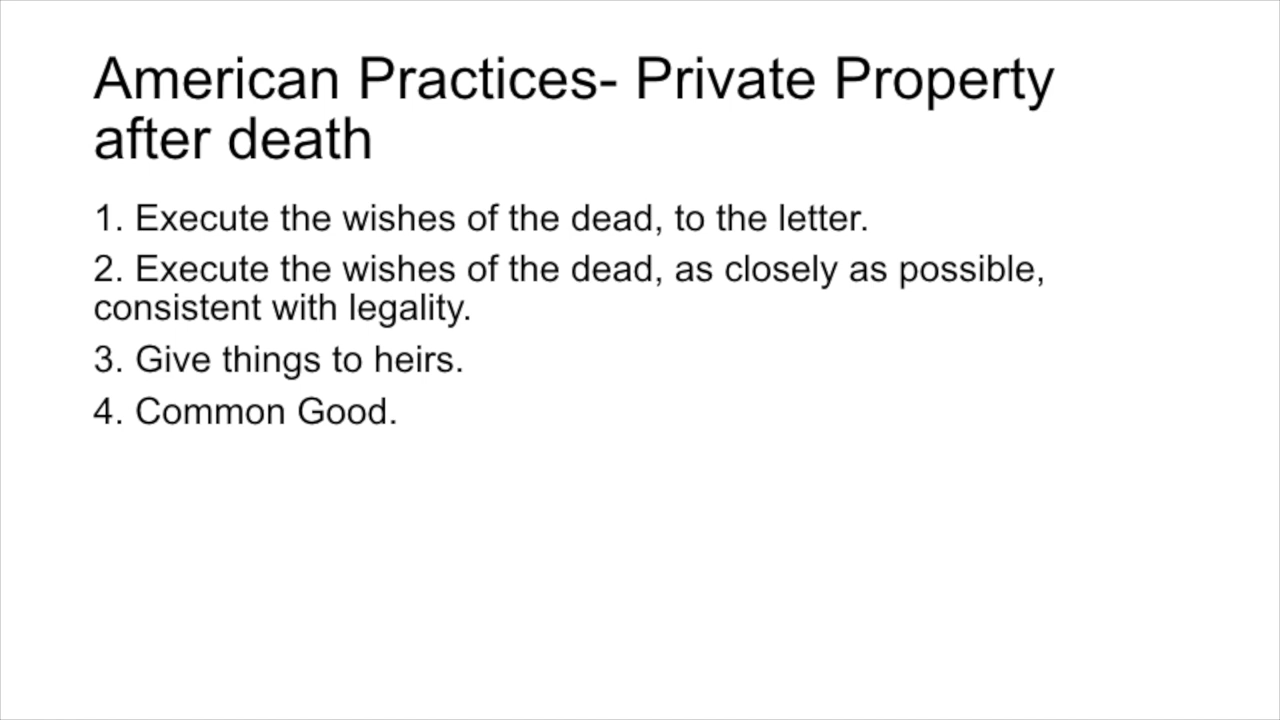 American Practices- Private Property
after death
1. Execute the wishes of the dead, to the letter.
2. Execute the wishes of the dead, as closely as possible,
consistent with legality.
3. Give things to heirs.
4. Common Good.